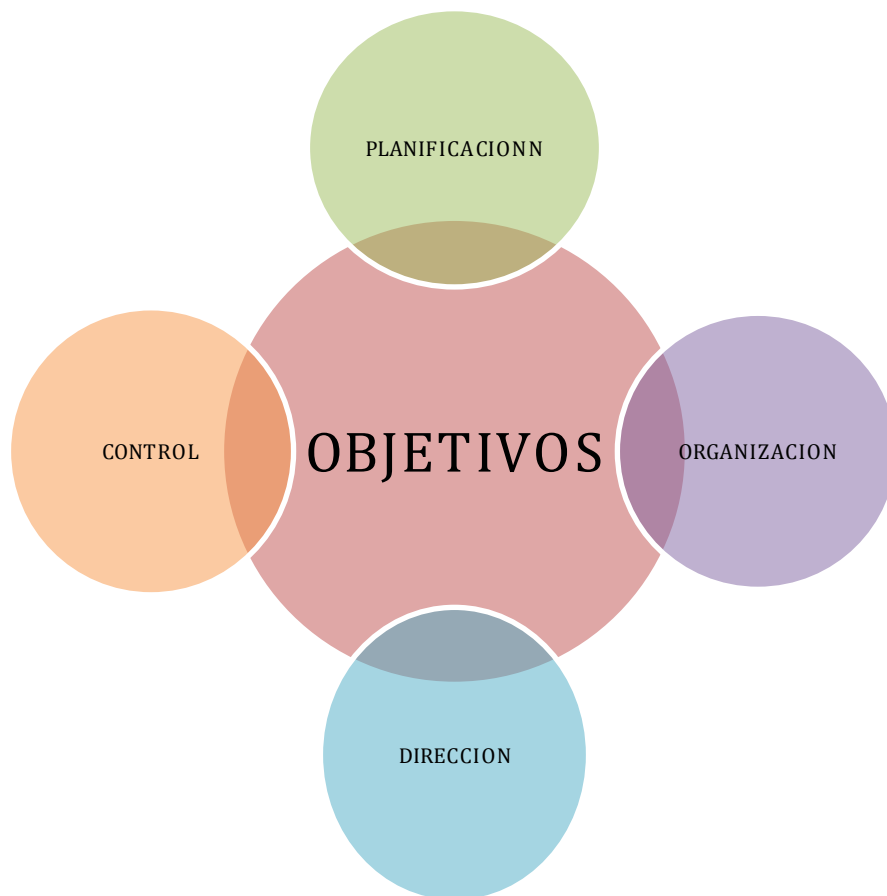 PLANIFICACIONN
CONTROL
OBJETIVOS
ORGANIZACION
DIRECCION